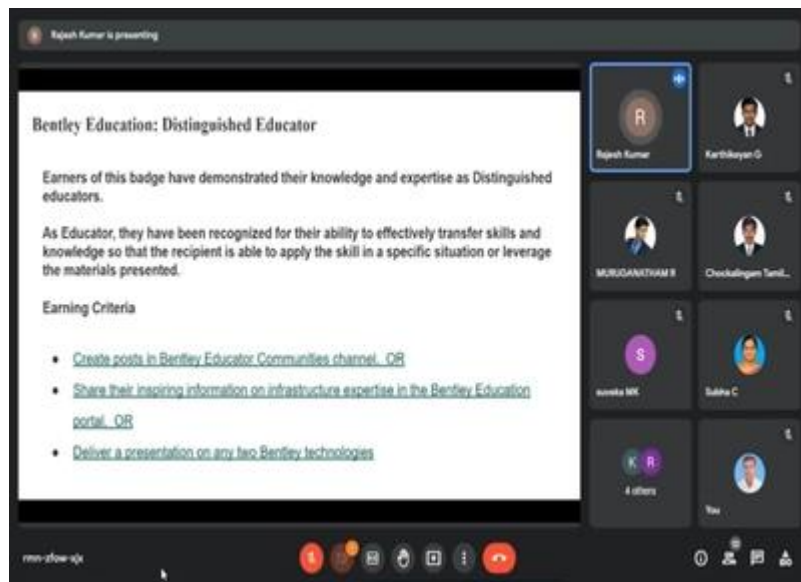 R Rajesh Kumar is presenting
Bentley Education: Distinguished Educator
Earners of this badge have demonstrated their knowledge and expertise as Distinguished
educators.
As Educator, they have been recognized for their ability to effectively transfer skills and
knowledge so that the recipient is able to apply the skill in a specific situation or leverage
the materials presented.
Earning Criteria
• Create posts in Bentley Educator Communities channel. OR
• Share their inspiring information on infrastructure expertise in the Bentley Education
portal. OR
• Deliver a presentation on any two Bentley technologies
R
Rajesh Kumar
Karthikeyan G
MURUGANATHAM R
Chockalingam Tamil...
S
suveka MK
Subha C
K R
4 others
You